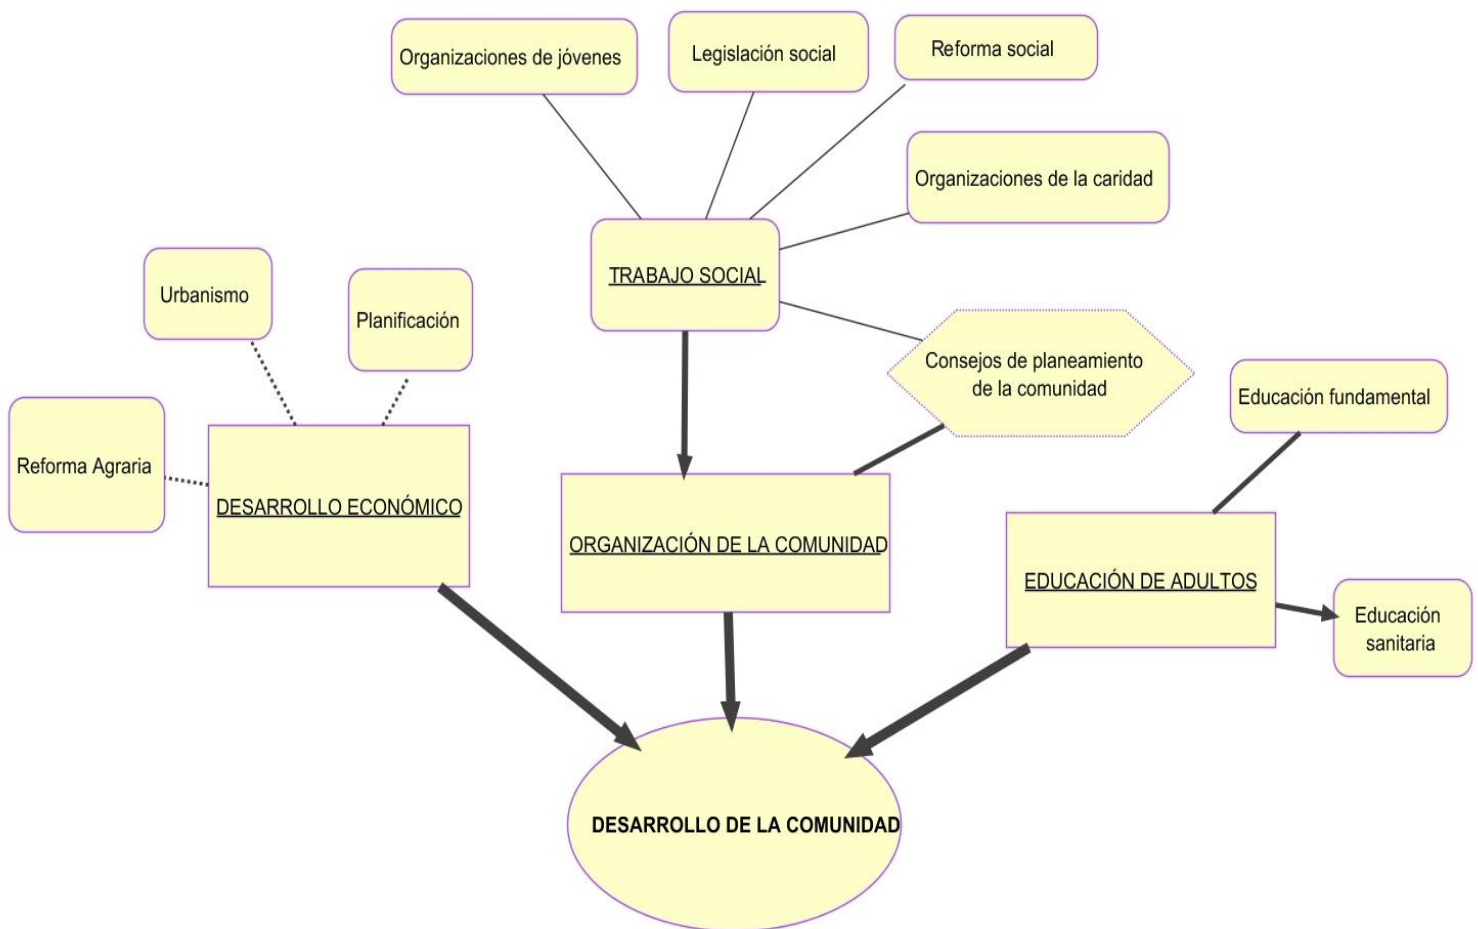 Organizaciones de jóvenes
Legislación social
Reforma social
Organizaciones de la caridad
TRABAJO SOCIAL
Urbanismo
Planificación
Consejos de planeamiento
de la comunidad
Educación fundamental
Reforma Agraria
DESARROLLO ECONÓMICO
ORGANIZACIÓN DE LA COMUNIDAD
EDUCACIÓN DE ADULTOS
Educación
sanitaria
DESARROLLO DE LA COMUNIDAD